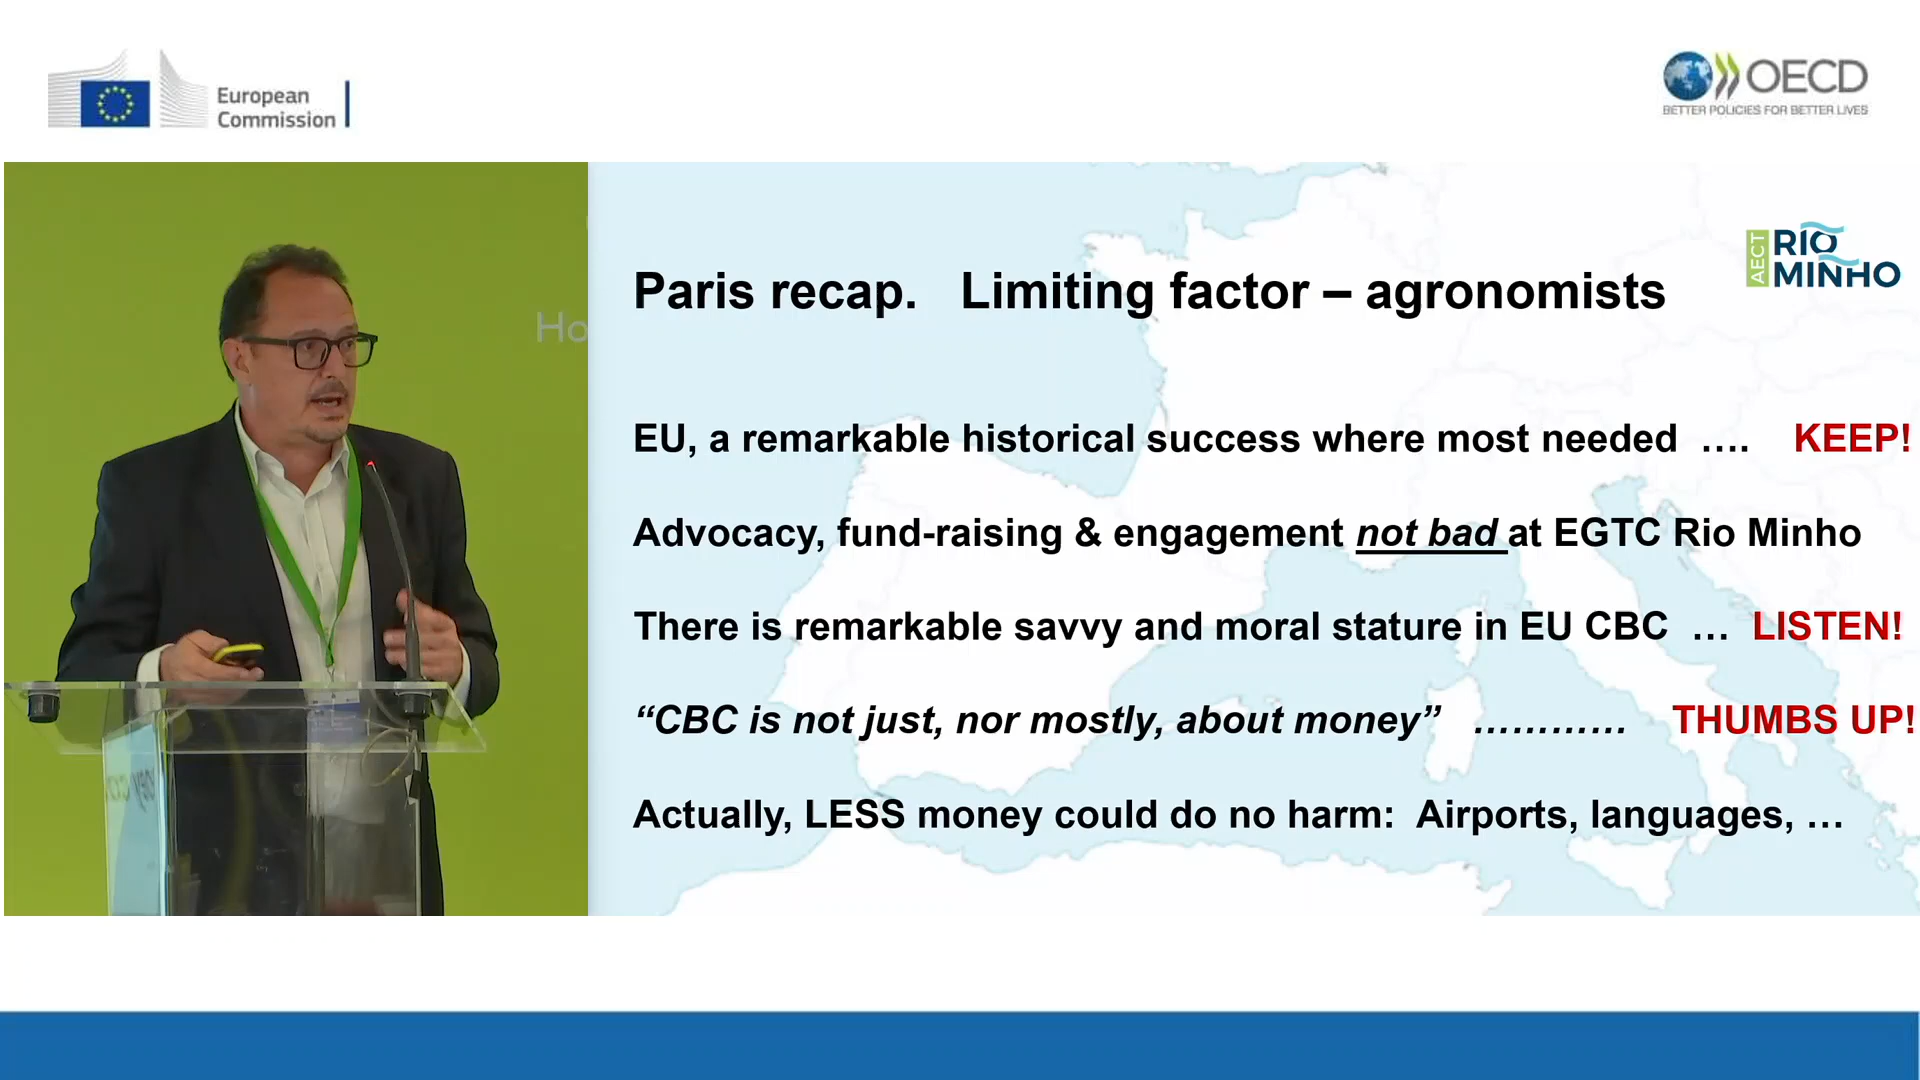 European
Commission
OECD
BETTER POLICIES FOR BETTER LIVES
Ho
AECT
RIO
MINHO
Paris recap. Limiting factor – agronomists
EU, a remarkable historical success where most needed …. KEEP!
Advocacy, fund-raising & engagement not bad at EGTC Rio Minho
There is remarkable savvy and moral stature in EU CBC … LISTEN!
“CBC is not just, nor mostly, about money” ………… THUMBS UP!
Actually, LESS money could do no harm: Airports, languages, …